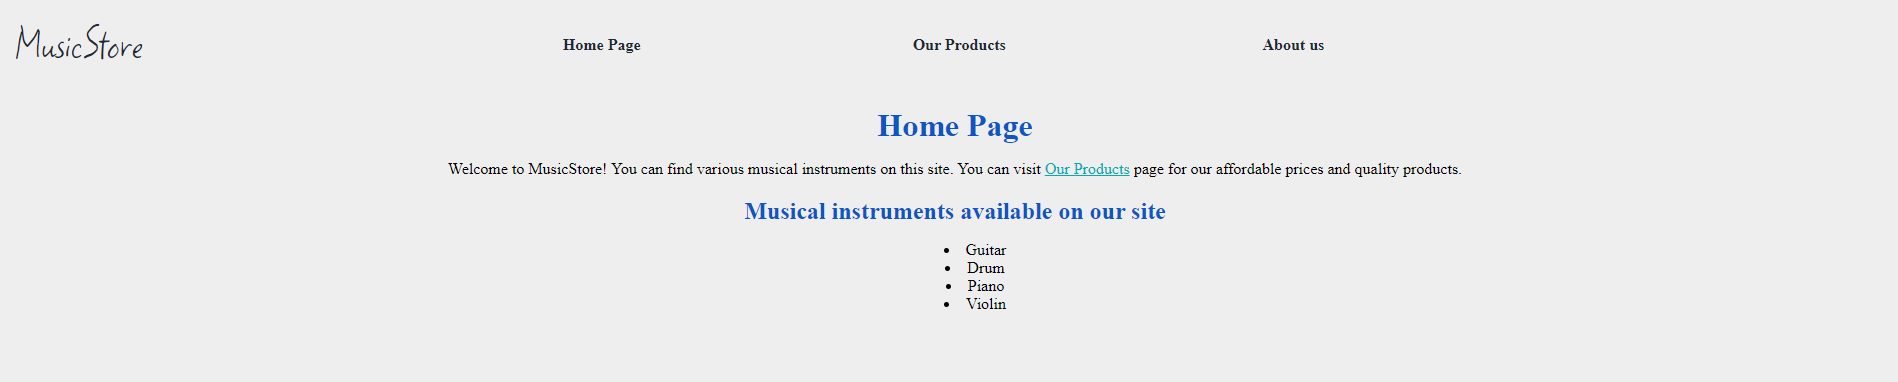 MusicStore Home Page Our Products About us
Home Page
Welcome to MusicStore! You can find various musical instruments on this site. You can visit Our Products page for our affordable prices and quality products.
Musical instruments available on our site
• Guitar
• Drum
• Piano
• Violin